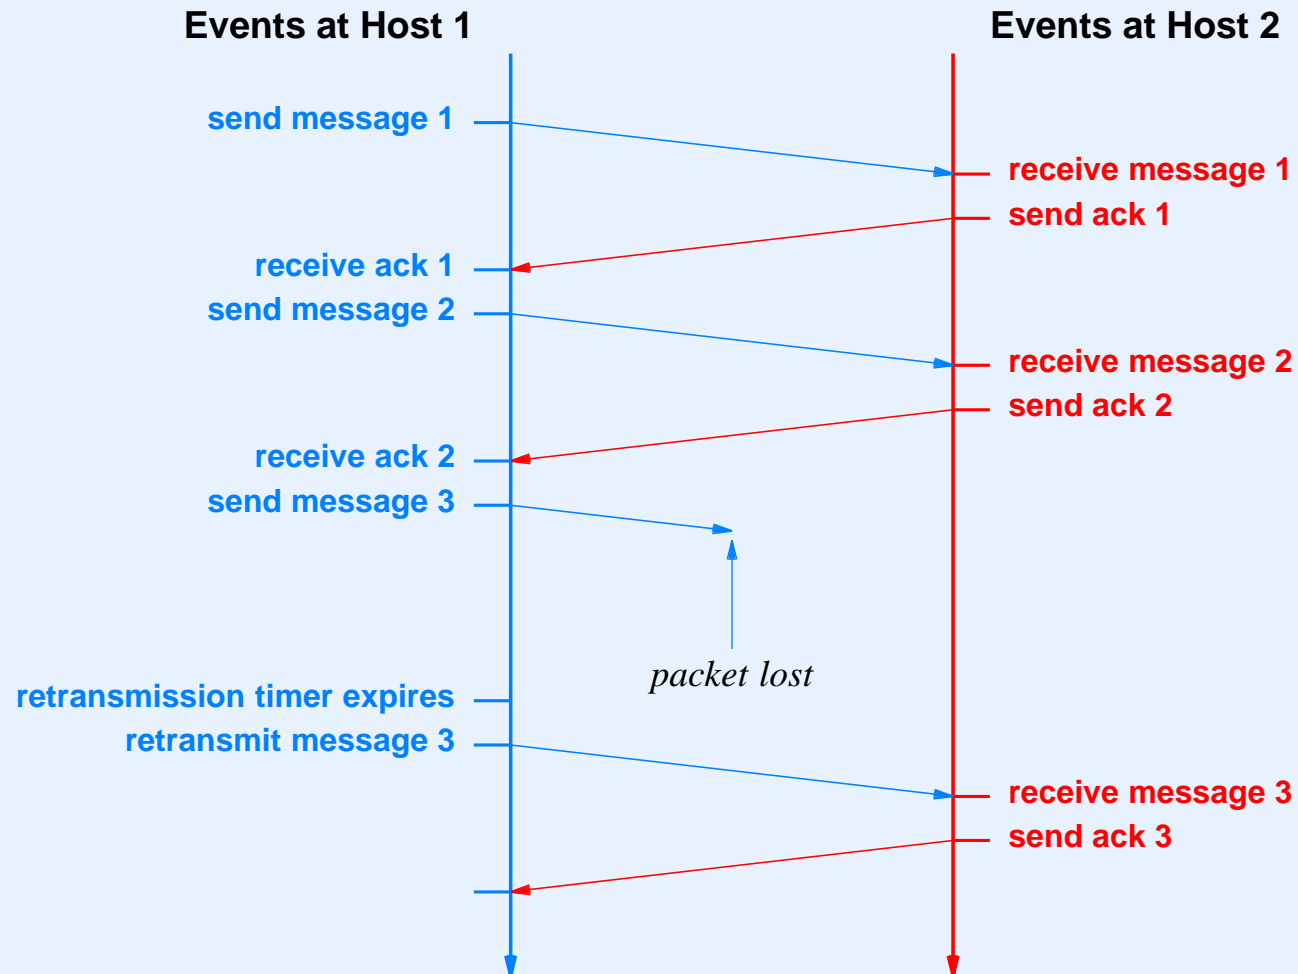 Events at Host 1
Events at Host 2
send message 1
receive message 1
send ack 1
receive ack 1
send message 2
receive message 2
send ack 2
receive ack 2
send message 3
packet lost
retransmission timer expires
retransmit message 3
receive message 3
send ack 3